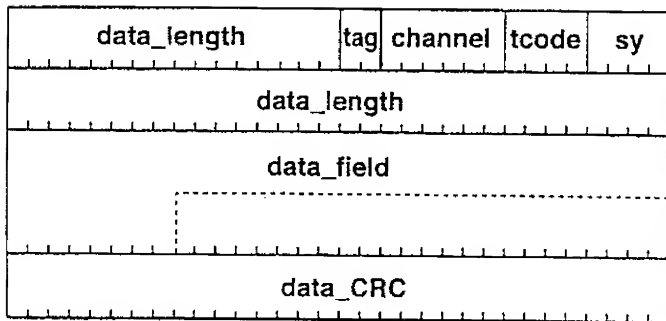 data_length tag channel tcode sy
data_length
data_field
data_CRC